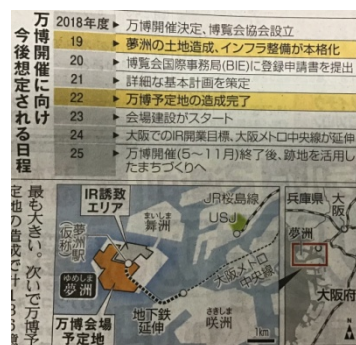 万博開催に向け
今後想定される日程
2018年度 ▶ 万博開催決定、博覧会協会設立
19 ▶ 夢洲の土地造成、インフラ整備が本格化
20 ▶ 博覧会国際事務局(BIE)に登録申請書を提出
21 ▶ 詳細な基本計画を策定
22 ▶ 万博予定地の造成完了
23 ▶ 会場建設がスタート
24 ▶ 大阪でのIR開業目標、大阪メトロ中央線が延伸
25 ▶ 万博開催(5〜11月)終了後、跡地を活用し
たまちづくりへ
最も大きい。次いで万博予
定地の造成で計136億
IR誘致
エリア
夢洲駅
(仮称)
ゆめしま
夢洲
万博会場
予定地
まいしま
舞洲
JR桜島線
USJ
大阪メトロ
中央線
地下鉄
延伸
さきしま
咲洲
1km
兵庫県
大阪
夢洲
大阪府
N